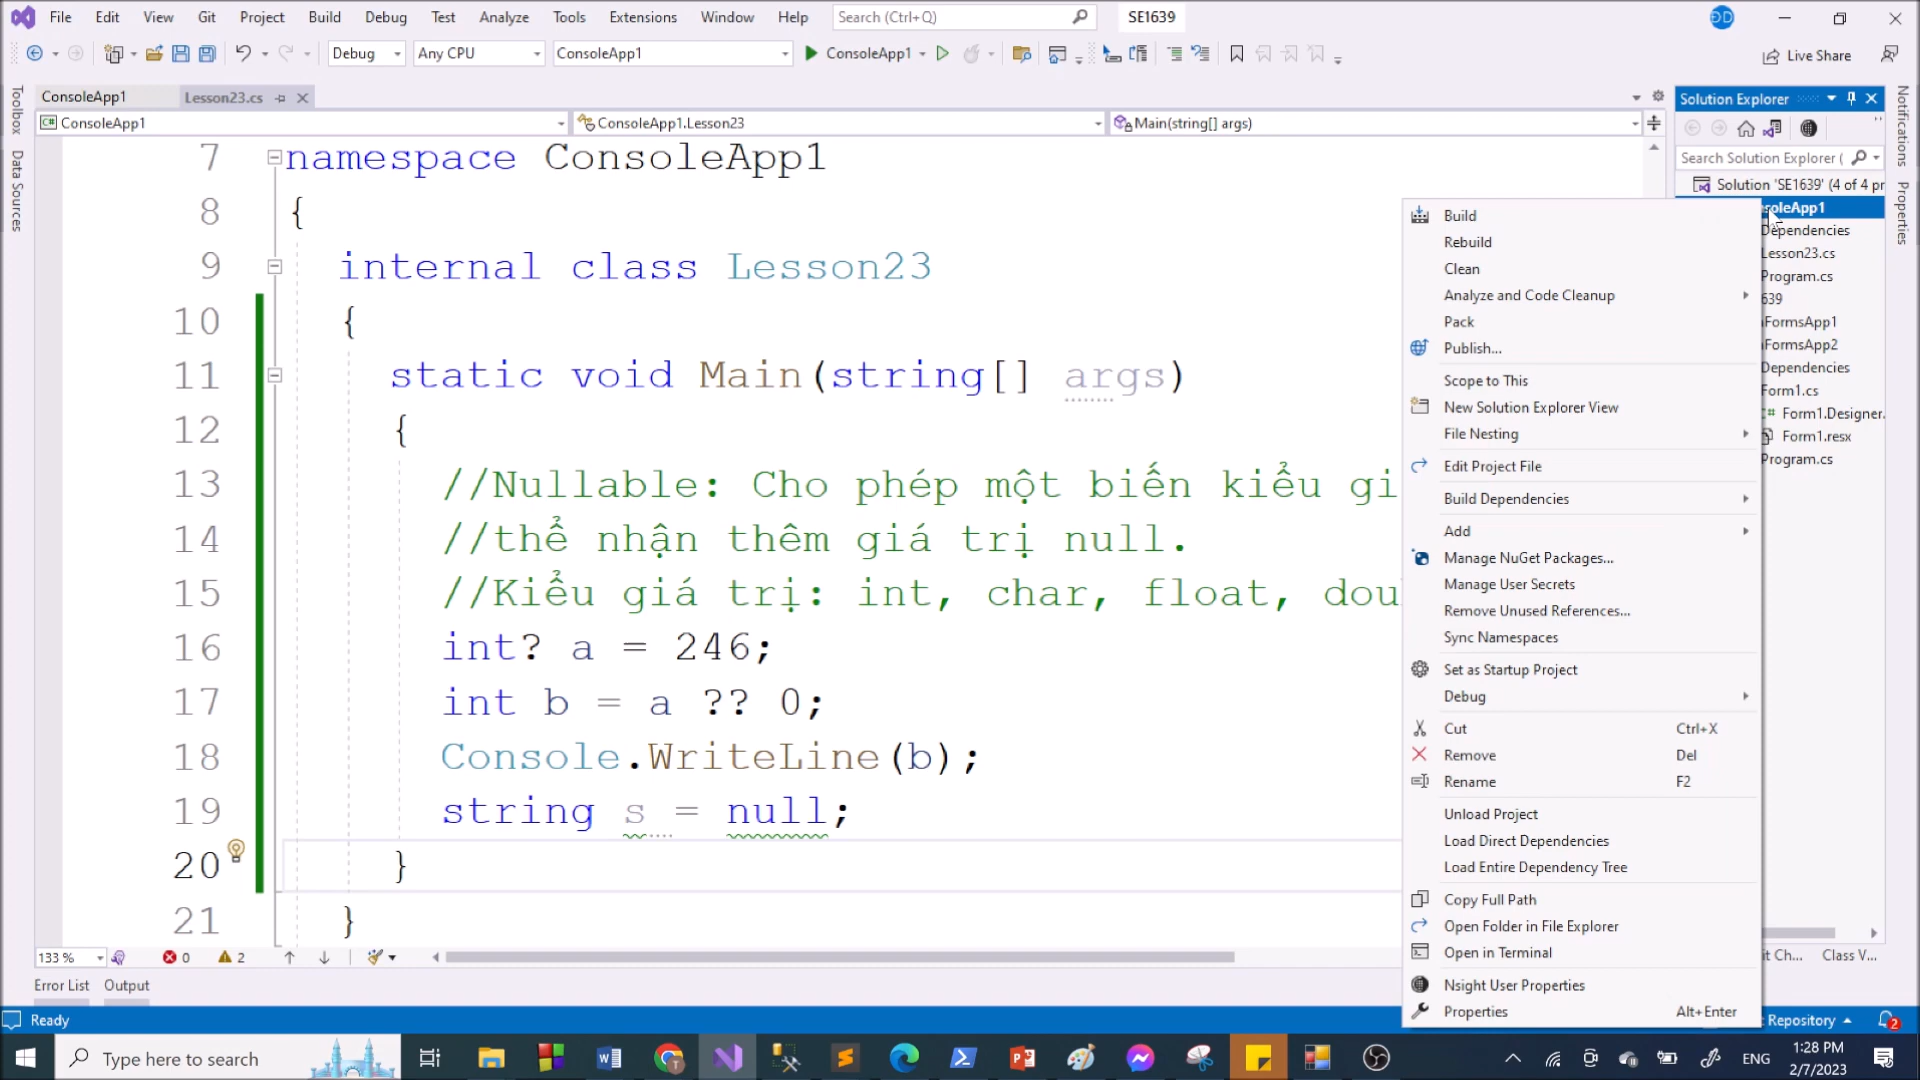 File Edit View Git Project Build Debug Test Analyze Tools Extensions Window Help Search (Ctrl+Q) SE1639 ĐD
Debug Any CPU ConsoleApp1 ConsoleApp1 Live Share
ConsoleApp1 Lesson23.cs
ConsoleApp1 ConsoleApp1.Lesson23 Main(string[] args)
Toolbox
Data Sources
7 namespace ConsoleApp1
8 {
9 internal class Lesson23
10 {
11 static void Main(string[] args)
12 {
13 //Nullable: Cho phép một biến kiểu gi
14 //thể nhận thêm giá trị null.
15 //Kiểu giá trị: int, char, float, dou
16 int? a = 246;
17 int b = a ?? 0;
18 Console.WriteLine(b);
19 string s = null;
20 }
21 }
133 % 0 2
Error List Output
Ready
Solution Explorer
Search Solution Explorer (
Solution 'SE1639' (4 of 4 pr
soleApp1
Dependencies
Lesson23.cs
Program.cs
639
FormsApp1
FormsApp2
Dependencies
Form1.cs
C# Form1.Designer.
Form1.resx
Program.cs
Notifications
Properties
Build
Rebuild
Clean
Analyze and Code Cleanup
Pack
Publish...
Scope to This
New Solution Explorer View
File Nesting
Edit Project File
Build Dependencies
Add
Manage NuGet Packages...
Manage User Secrets
Remove Unused References...
Sync Namespaces
Set as Startup Project
Debug
Cut Ctrl+X
Remove Del
Rename F2
Unload Project
Load Direct Dependencies
Load Entire Dependency Tree
Copy Full Path
Open Folder in File Explorer
Open in Terminal
Nsight User Properties
Properties Alt+Enter
it Ch... Class V...
Repository 2
Type here to search
ENG
1:28 PM
2/7/2023